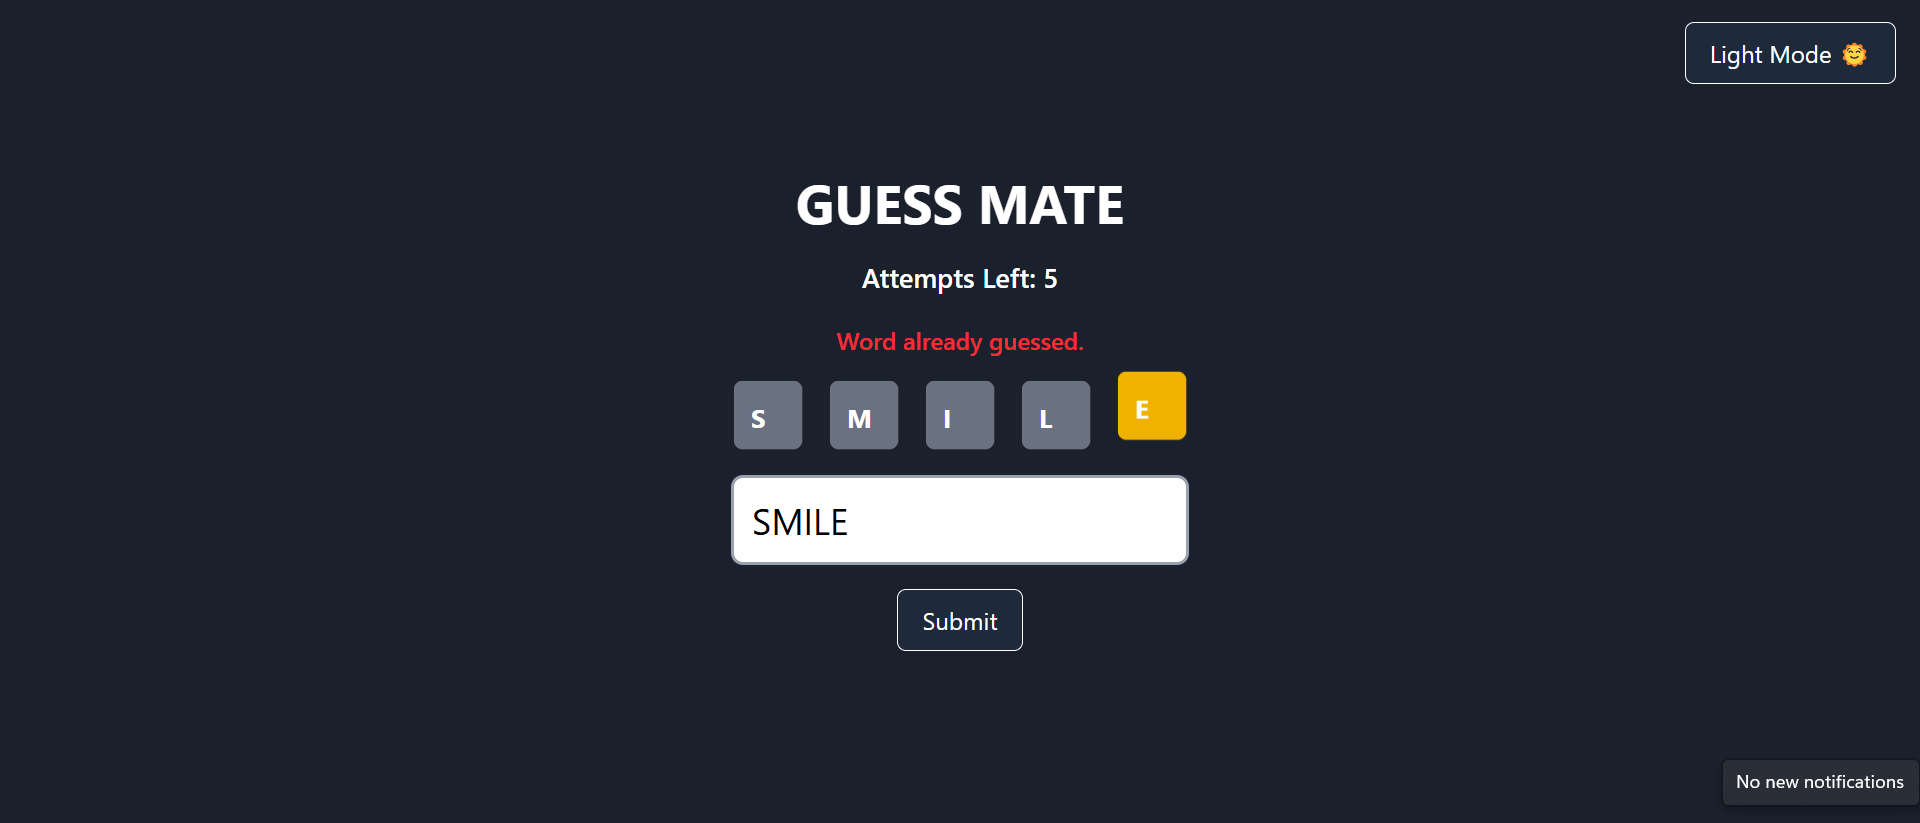 Light Mode 🌞
GUESS MATE
Attempts Left: 5
Word already guessed.
S M I L E
SMILE
Submit
No new notifications